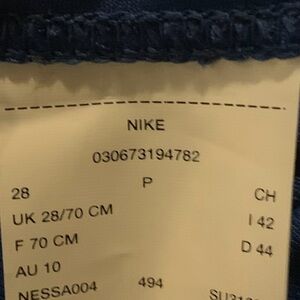 NIKE
030673194782
28 P CH
UK 28/70 CM I 42
F 70 CM D 44
AU 10
NESSA004 494